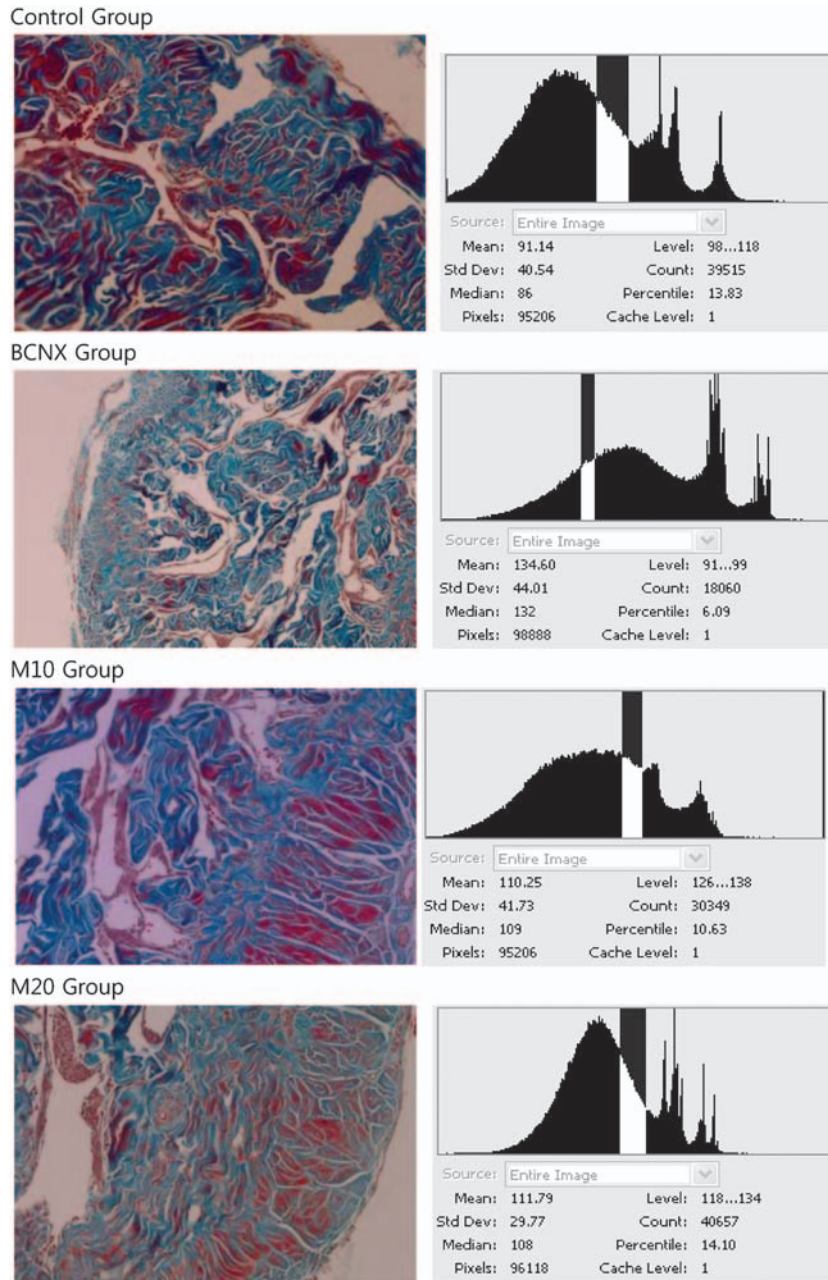 Control Group
Source: Entire Image
Mean: 91.14 Level: 98...118
Std Dev: 40.54 Count: 39515
Median: 86 Percentile: 13.83
Pixels: 95206 Cache Level: 1
BCNX Group
Source: Entire Image
Mean: 134.60 Level: 91...99
Std Dev: 44.01 Count: 18060
Median: 132 Percentile: 6.09
Pixels: 98888 Cache Level: 1
M10 Group
Source: Entire Image
Mean: 110.25 Level: 126...138
Std Dev: 41.73 Count: 30349
Median: 109 Percentile: 10.63
Pixels: 95206 Cache Level: 1
M20 Group
Source: Entire Image
Mean: 111.79 Level: 118...134
Std Dev: 29.77 Count: 40657
Median: 108 Percentile: 14.10
Pixels: 96118 Cache Level: 1